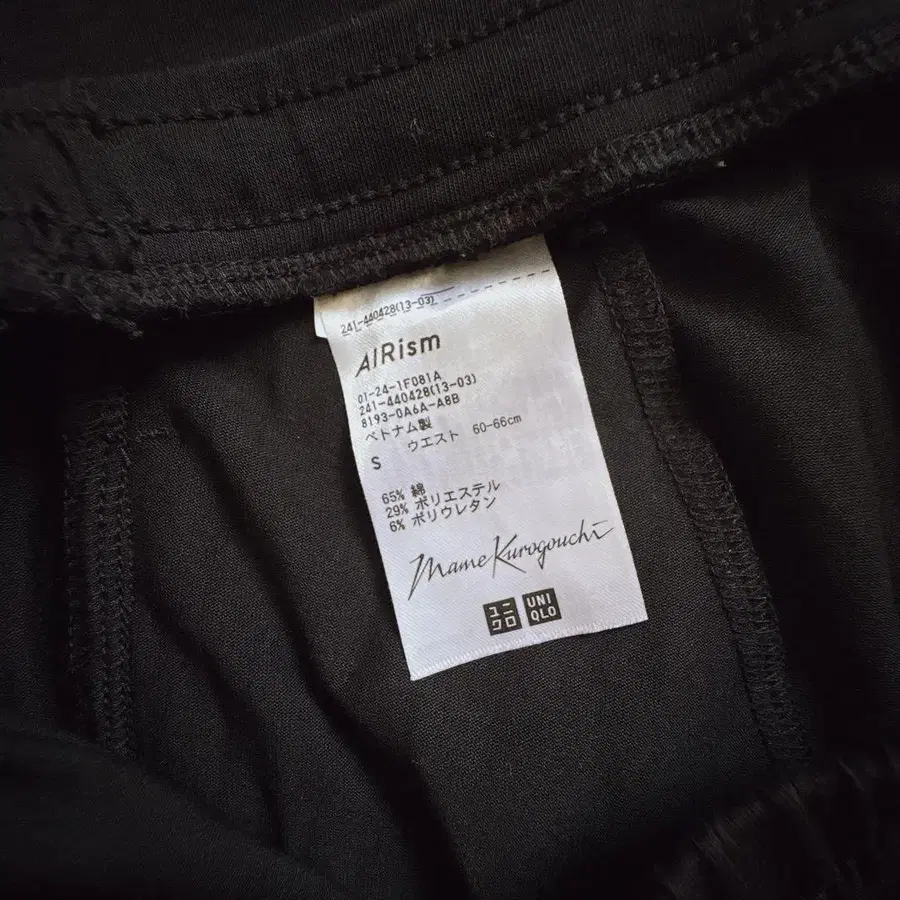 241-440428(13-03)
AIRism
01-24-1F081A
241-440428(13-03)
8193-0A6A-A8B
ベトナム製
S ウエスト 60-66cm
65% 綿
29% ポリエステル
6% ポリウレタン
Mame Kurogouchi
ユニ UNI
クロ QLO